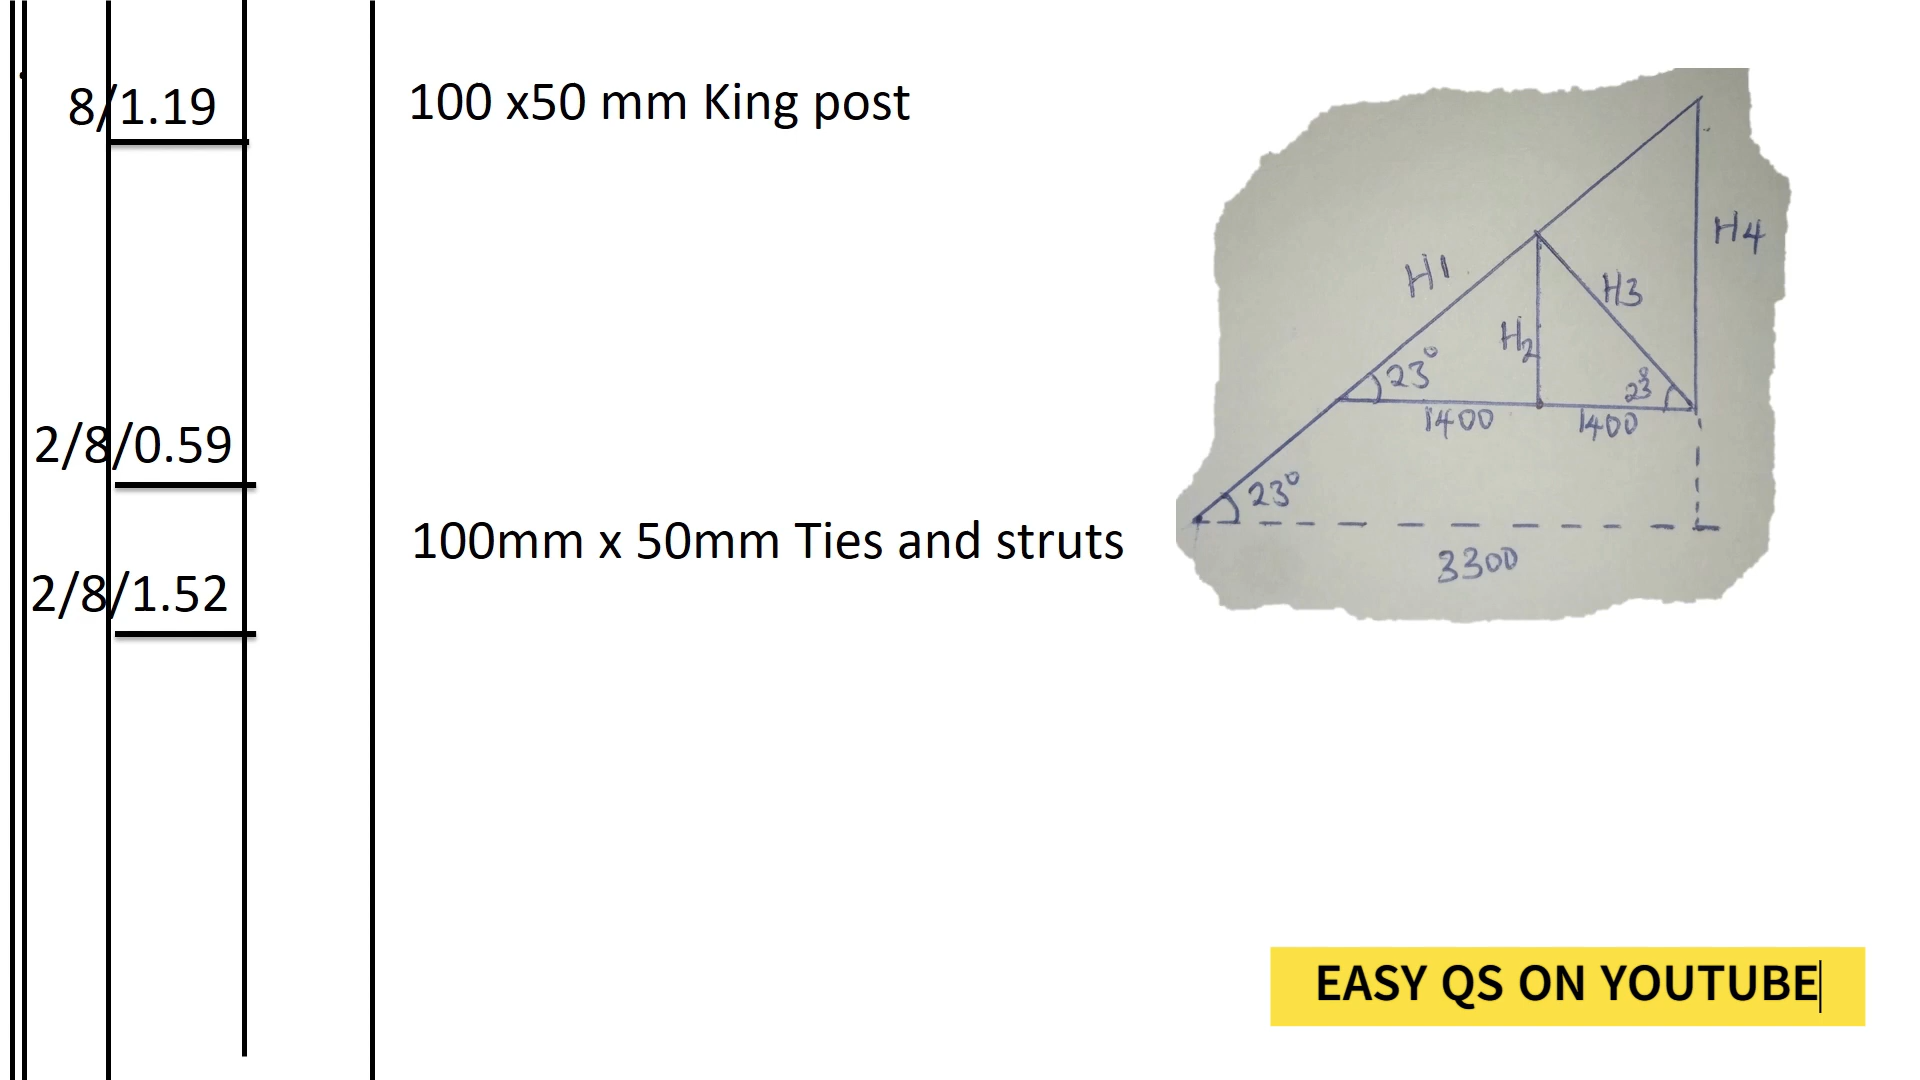 8/1.19
100 x50 mm King post
2/8/0.59
100mm x 50mm Ties and struts
2/8/1.52
H4
H1
H3
H2
23°
23°
1400
1400
23°
3300
EASY QS ON YOUTUBE